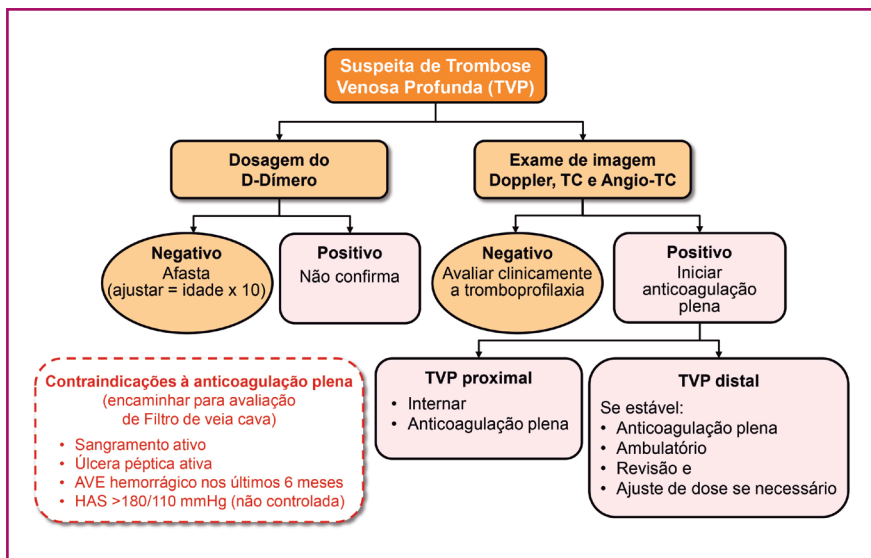 Suspeita de Trombose
Venosa Profunda (TVP)
Dosagem do
D-Dímero
Exame de imagem
Doppler, TC e Angio-TC
Negativo
Afasta
(ajustar = idade x 10)
Positivo
Não confirma
Negativo
Avaliar clinicamente
a tromboprofilaxia
Positivo
Iniciar
anticoagulação
plena
Contraindicações à anticoagulação plena
(encaminhar para avaliação
de Filtro de veia cava)
• Sangramento ativo
• Úlcera péptica ativa
• AVE hemorrágico nos últimos 6 meses
• HAS >180/110 mmHg (não controlada)
TVP proximal
• Internar
• Anticoagulação plena
TVP distal
Se estável:
• Anticoagulação plena
• Ambulatório
• Revisão e
• Ajuste de dose se necessário